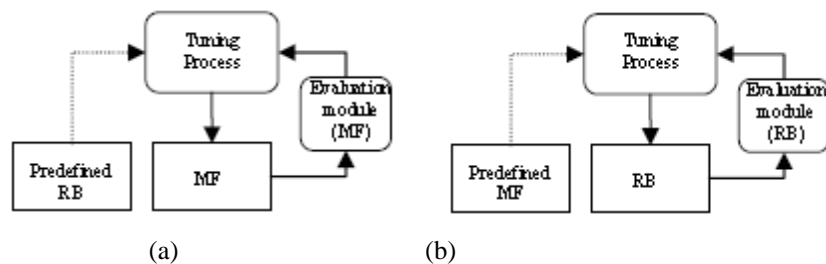 Tuning
Process
Evaluation
module
(MF)
Predefined
RB
MF
(a)
Tuning
Process
Evaluation
module
(RB)
Predefined
MF
RB
(b)